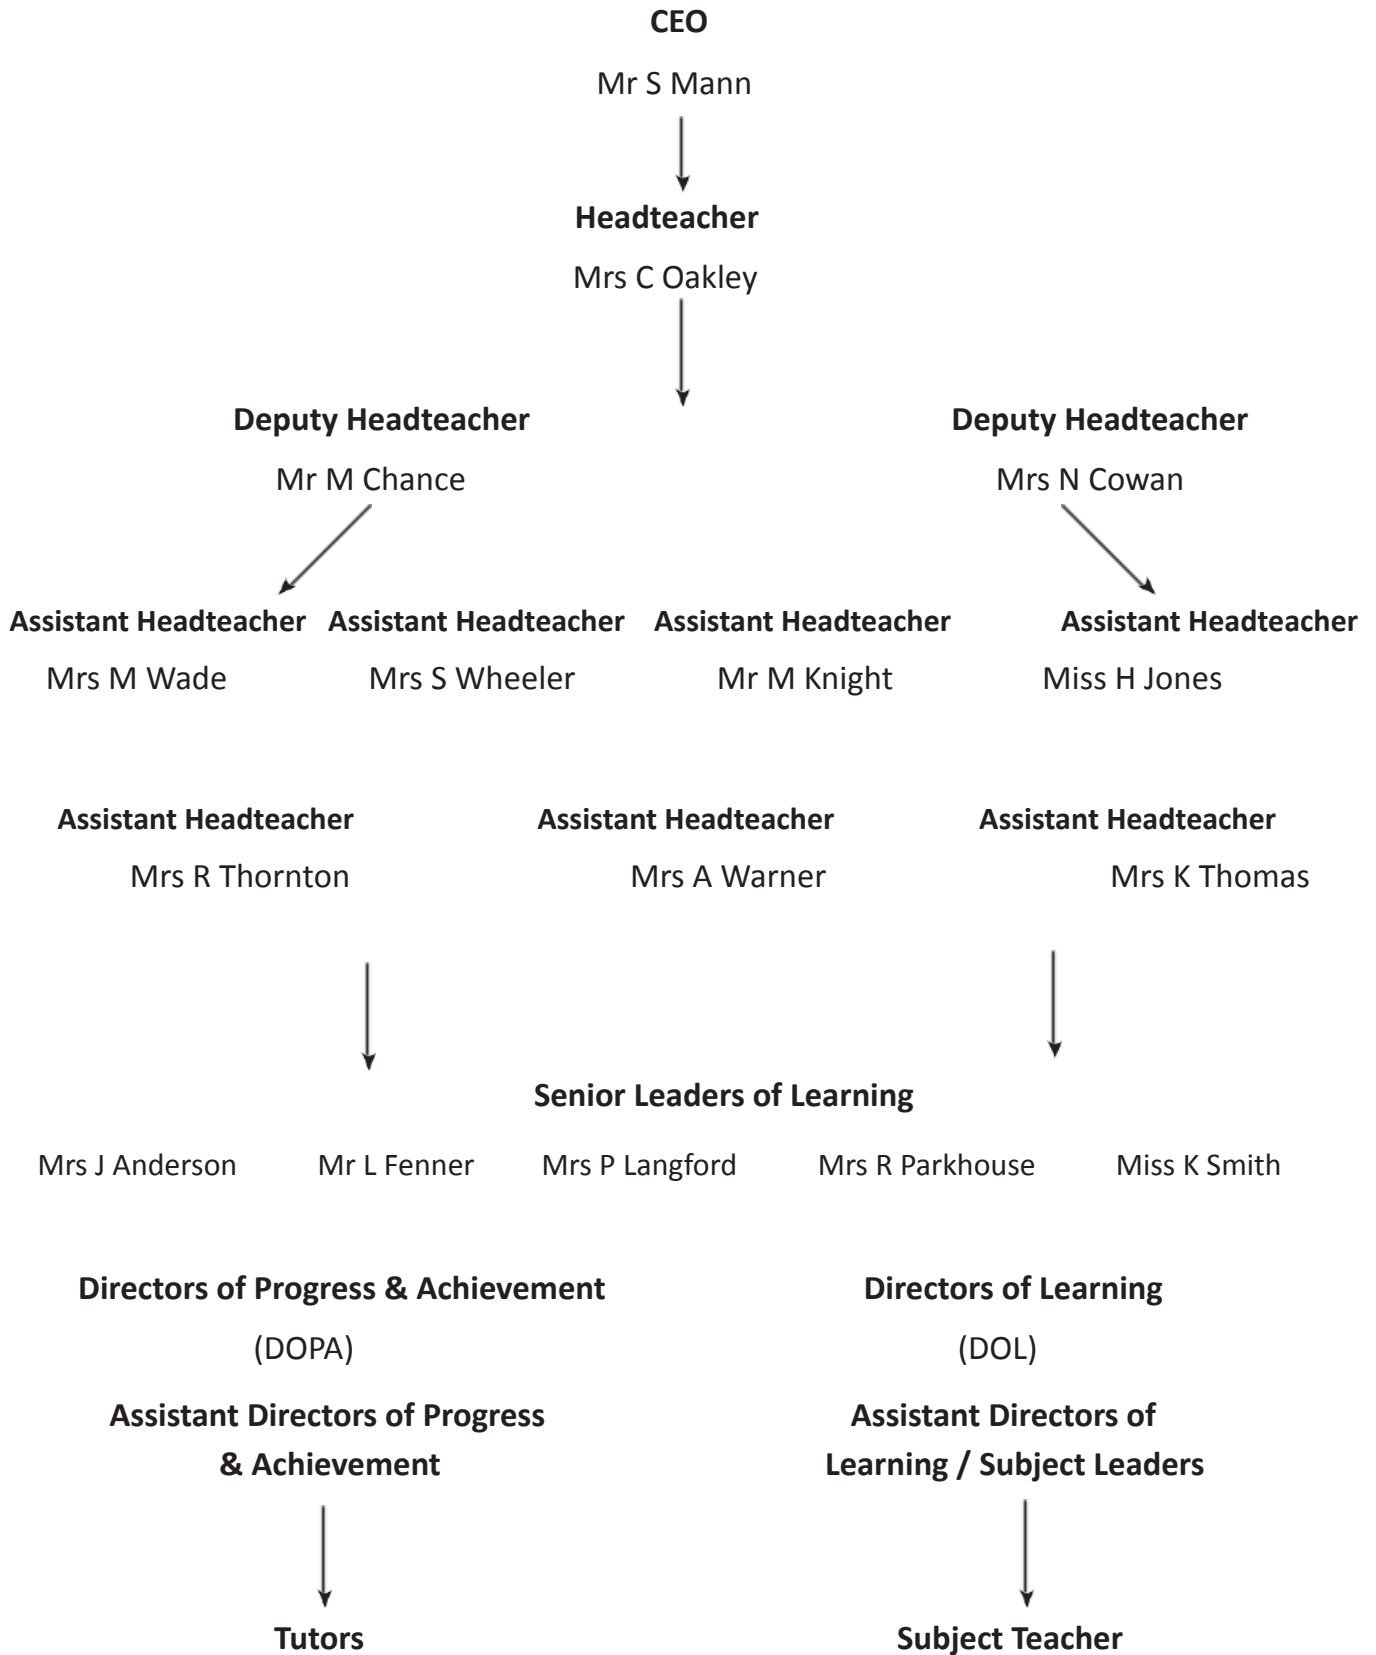 CEO
Mr S Mann
Headteacher
Mrs C Oakley
Deputy Headteacher Deputy Headteacher
Mr M Chance Mrs N Cowan
Assistant Headteacher Assistant Headteacher Assistant Headteacher Assistant Headteacher
Mrs M Wade Mrs S Wheeler Mr M Knight Miss H Jones
Assistant Headteacher Assistant Headteacher Assistant Headteacher
Mrs R Thornton Mrs A Warner Mrs K Thomas
Senior Leaders of Learning
Mrs J Anderson Mr L Fenner Mrs P Langford Mrs R Parkhouse Miss K Smith
Directors of Progress & Achievement Directors of Learning
(DOPA) (DOL)
Assistant Directors of Progress Assistant Directors of
& Achievement Learning / Subject Leaders
Tutors Subject Teacher